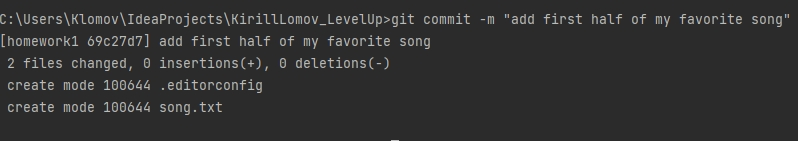 C:\Users\Klomov\IdeaProjects\KirillLomov_LevelUp>git commit -m "add first half of my favorite song"
[homework1 69c27d7] add first half of my favorite song
 2 files changed, 0 insertions(+), 0 deletions(-)
 create mode 100644 .editorconfig
 create mode 100644 song.txt